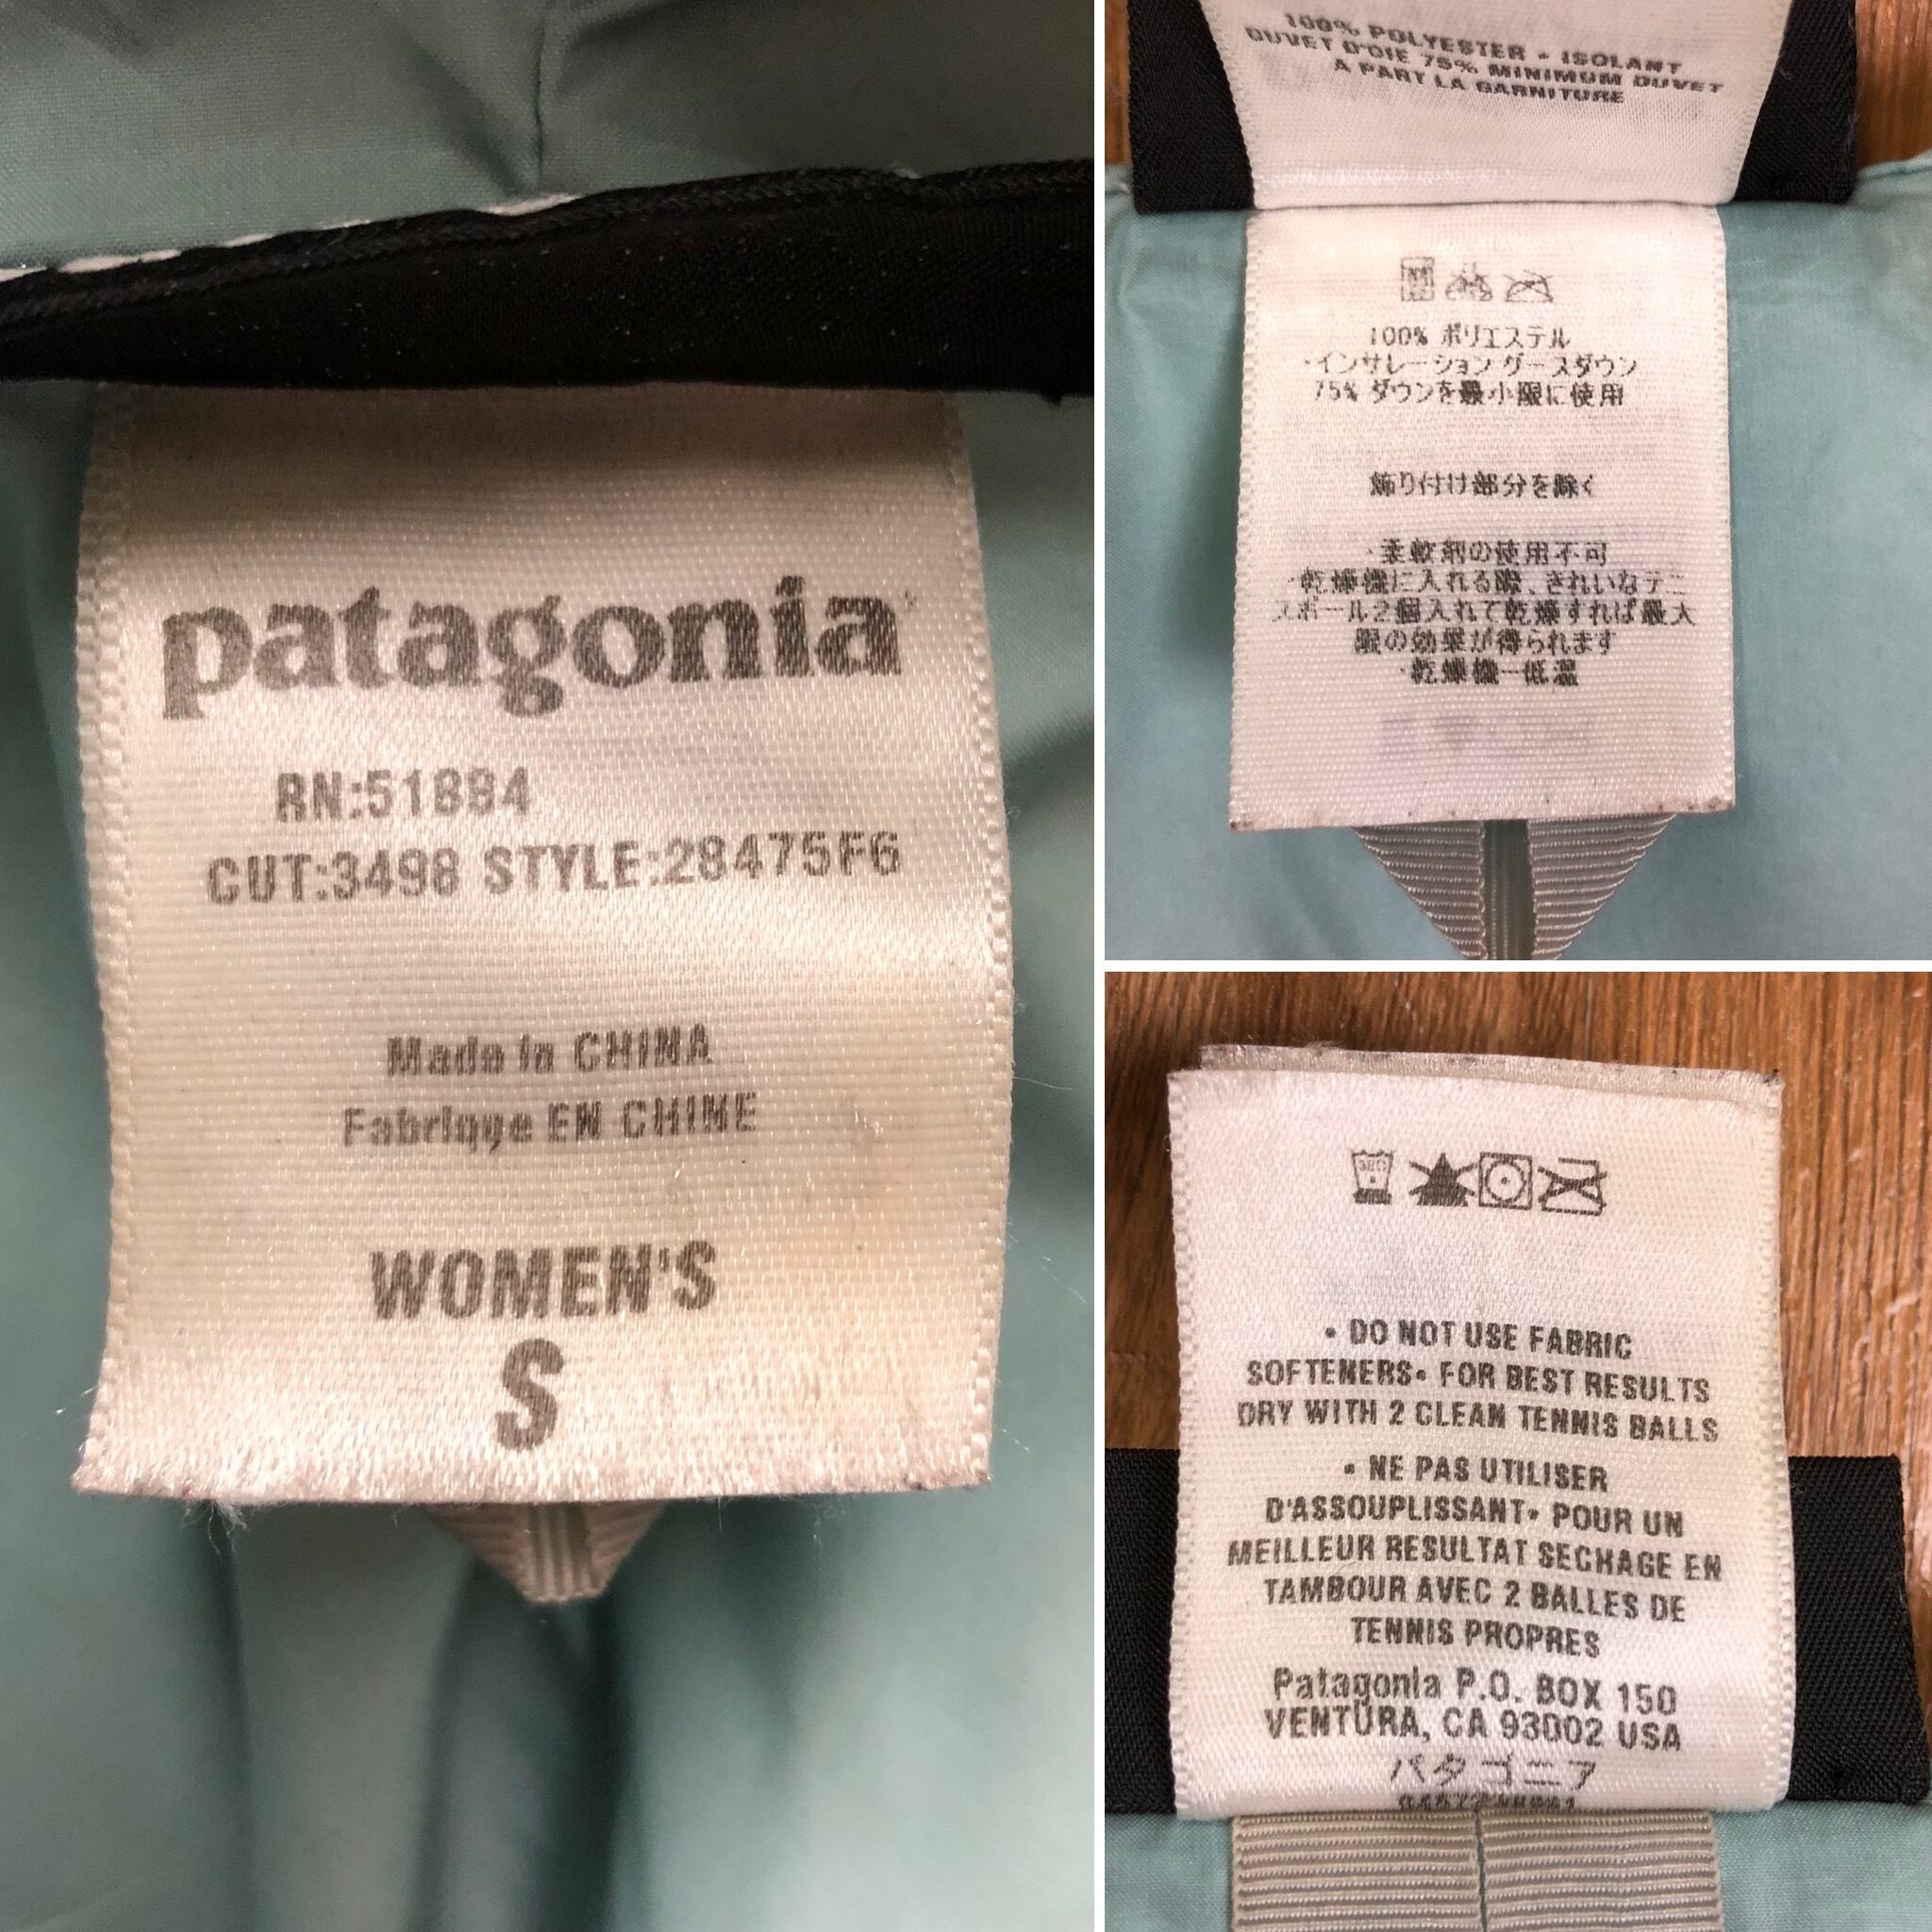 patagonia
RN:51884
CUT:3498 STYLE:28475F6
Made in CHINA
Fabrique EN CHINE
WOMEN'S
S
100% POLYESTER • ISOLANT
DUVET D'OIE 75% MINIMUM DUVET
A PART LA GARNITURE
100% ポリエステル
・インサレーション グースダウン
75% ダウンを最小限に使用
飾り付け部分を除く
・柔軟剤の使用不可
・乾燥機に入れる際、きれいなテニ
スボール2個入れて乾燥すれば最大
限の効果が得られます
・乾燥機－低温
• DO NOT USE FABRIC
SOFTENERS• FOR BEST RESULTS
DRY WITH 2 CLEAN TENNIS BALLS
• NE PAS UTILISER
D'ASSOUPLISSANT• POUR UN
MEILLEUR RESULTAT SECHAGE EN
TAMBOUR AVEC 2 BALLES DE
TENNIS PROPRES
Patagonia P.O. BOX 150
VENTURA, CA 93002 USA
パタゴニア